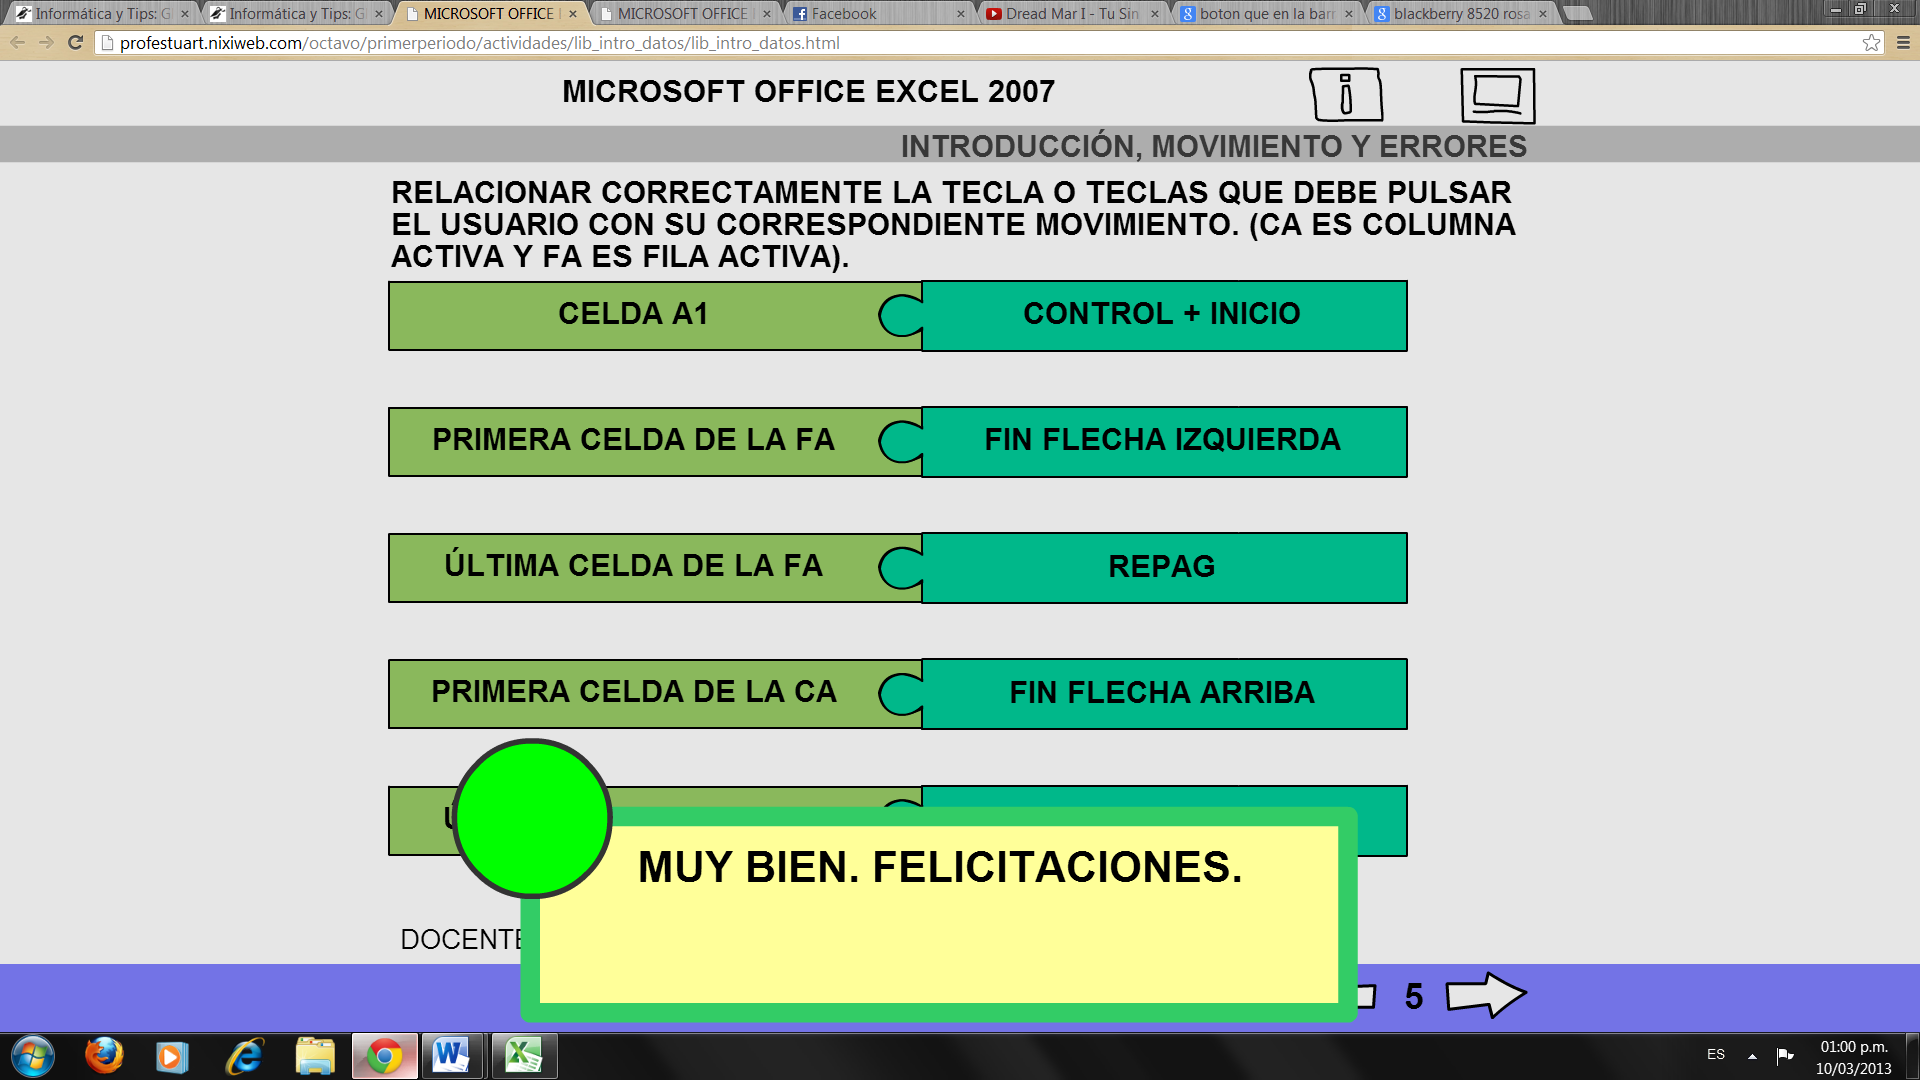 Informática y Tips: G
Informática y Tips: G
MICROSOFT OFFICE
MICROSOFT OFFICE
Facebook
Dread Mar I - Tu Sin
boton que en la barr
blackberry 8520 rosa
profestuart.nixiweb.com/octavo/primerperiodo/actividades/lib_intro_datos/lib_intro_datos.html
MICROSOFT OFFICE EXCEL 2007
INTRODUCCIÓN, MOVIMIENTO Y ERRORES
RELACIONAR CORRECTAMENTE LA TECLA O TECLAS QUE DEBE PULSAR
EL USUARIO CON SU CORRESPONDIENTE MOVIMIENTO. (CA ES COLUMNA
ACTIVA Y FA ES FILA ACTIVA).
CELDA A1
CONTROL + INICIO
PRIMERA CELDA DE LA FA
FIN FLECHA IZQUIERDA
ÚLTIMA CELDA DE LA FA
REPAG
PRIMERA CELDA DE LA CA
FIN FLECHA ARRIBA
MUY BIEN. FELICITACIONES.
DOCENTE
5
ES
01:00 p.m.
10/03/2013